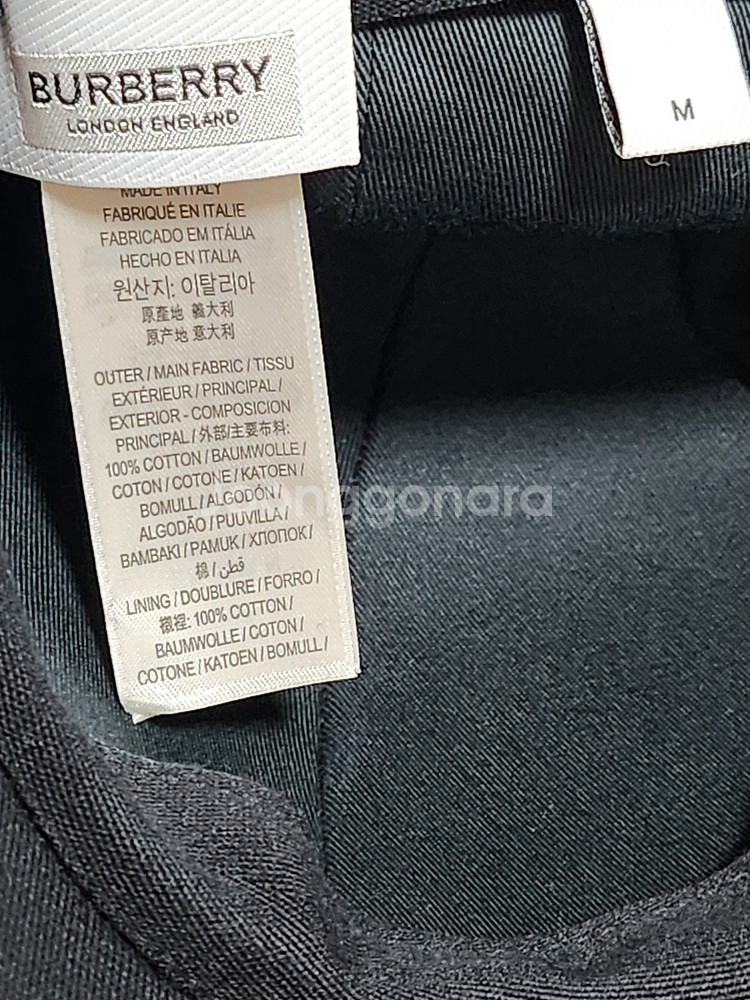 BURBERRY
LONDON ENGLAND
M
MADE IN ITALY
FABRIQUÉ EN ITALIE
FABRICADO EM ITÁLIA
HECHO EN ITALIA
원산지: 이탈리아
原產地 義大利
原产地 意大利
OUTER / MAIN FABRIC / TISSU
EXTÉRIEUR / PRINCIPAL /
EXTERIOR - COMPOSICION
PRINCIPAL / 外部/主要布料:
100% COTTON / BAUMWOLLE /
COTON / COTONE / KATOEN /
BOMULL / ALGODÓN /
ALGODÃO / PUUVILLA /
BAMBAKI / PAMUK / ХЛОПОК /
棉 / قطن /
LINING / DOUBLURE / FORRO /
襯裡: 100% COTTON /
BAUMWOLLE / COTON /
COTONE / KATOEN / BOMULL /